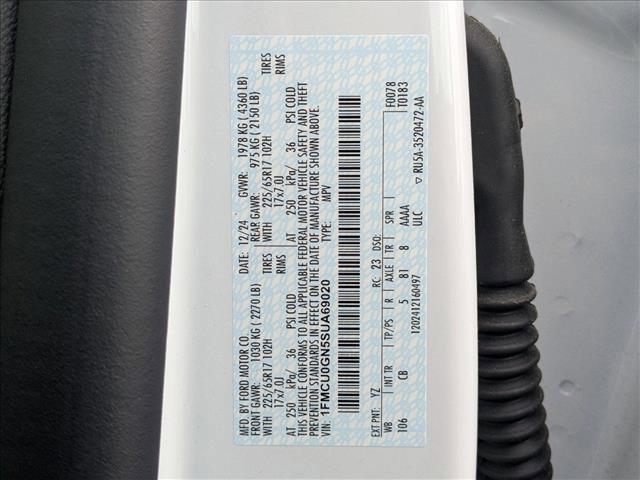 MFD. BY FORD MOTOR CO.
DATE: 12/24 GVWR: 1978 KG ( 4360 LB)
FRONT GAWR: 1030 KG ( 2270 LB) REAR GAWR: 975 KG ( 2150 LB)
WITH 225/65R17 102H TIRES WITH 225/65R17 102H TIRES
17x7.0J RIMS 17x7.0J RIMS
AT 250 kPa/ 36 PSI COLD AT 250 kPa/ 36 PSI COLD
THIS VEHICLE CONFORMS TO ALL APPLICABLE FEDERAL MOTOR VEHICLE SAFETY AND THEFT
PREVENTION STANDARDS IN EFFECT ON THE DATE OF MANUFACTURE SHOWN ABOVE.
VIN: 1FMCU0GN5SUA69020 TYPE: MPV
EXT PNT: YZ RC: 23 DSO: F0078
T0183
WB INT TR TP/PS R AXLE TR SPR
106 CB 5 81 8 AAAA
ULC
1202412160497 ▽ RU5A-3520472-AA